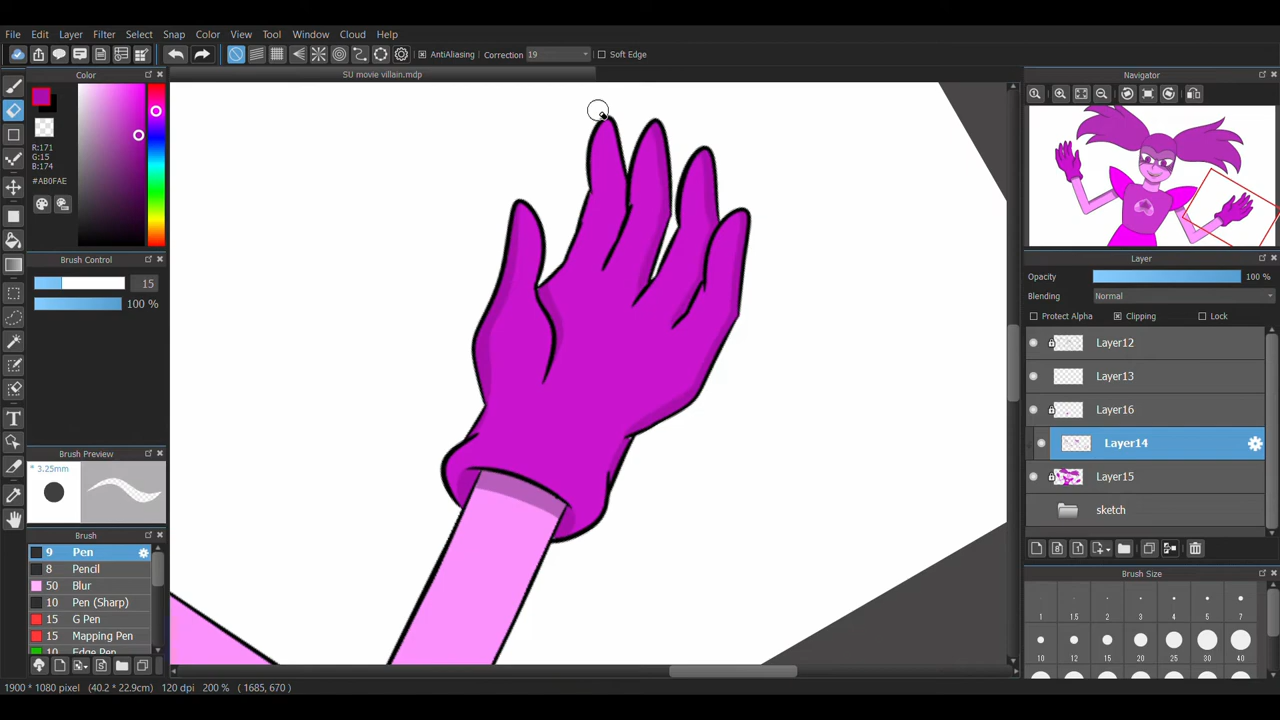 File Edit Layer Filter Select Snap Color View Tool Window Cloud Help
AntiAliasing Correction 19 Soft Edge
Color
SU movie villain.mdp
Navigator
R:171
G:15
B:174
#AB0FAE
Brush Control
15
100 %
Layer
Opacity 100 %
Blending Normal
Protect Alpha Clipping Lock
Layer12
Layer13
Layer16
Layer14
Layer15
sketch
Brush Preview
* 3.25mm
Brush
9 Pen
8 Pencil
50 Blur
10 Pen (Sharp)
15 G Pen
15 Mapping Pen
10 Edge Pen
Brush Size
1 1.5 2 3 4 5 7
10 12 15 20 25 30 40
1900 * 1080 pixel (40.2 * 22.9cm) 120 dpi 200 % ( 1685, 670 )